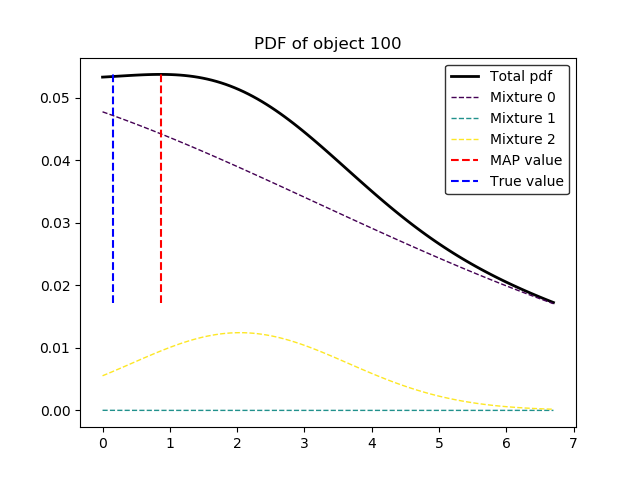 PDF of object 100
Total pdf
Mixture 0
Mixture 1
Mixture 2
MAP value
True value
0.05
0.04
0.03
0.02
0.01
0.00
0 1 2 3 4 5 6 7